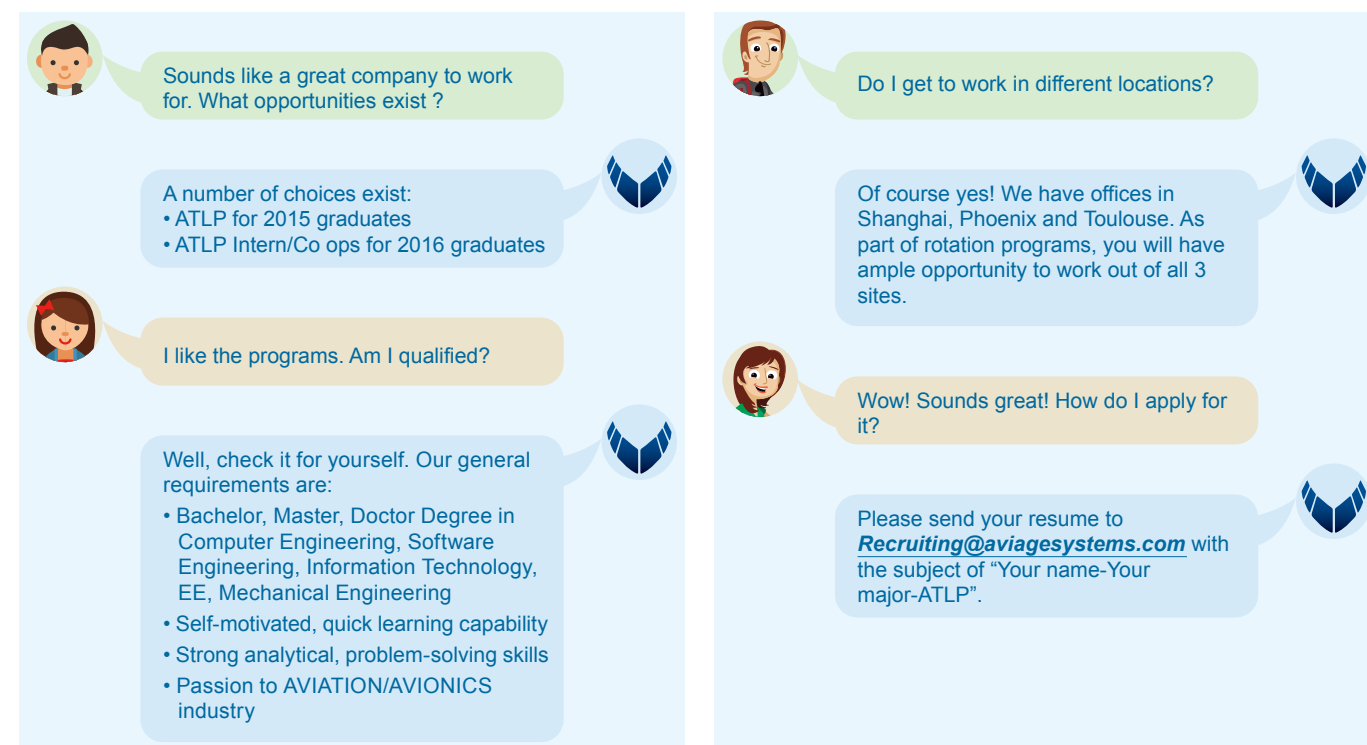 Sounds like a great company to work
for. What opportunities exist ?
A number of choices exist:
• ATLP for 2015 graduates
• ATLP Intern/Co ops for 2016 graduates
I like the programs. Am I qualified?
Well, check it for yourself. Our general
requirements are:
• Bachelor, Master, Doctor Degree in
Computer Engineering, Software
Engineering, Information Technology,
EE, Mechanical Engineering
• Self-motivated, quick learning capability
• Strong analytical, problem-solving skills
• Passion to AVIATION/AVIONICS
industry
Do I get to work in different locations?
Of course yes! We have offices in
Shanghai, Phoenix and Toulouse. As
part of rotation programs, you will have
ample opportunity to work out of all 3
sites.
Wow! Sounds great! How do I apply for
it?
Please send your resume to
Recruiting@aviagesystems.com with
the subject of “Your name-Your
major-ATLP”.